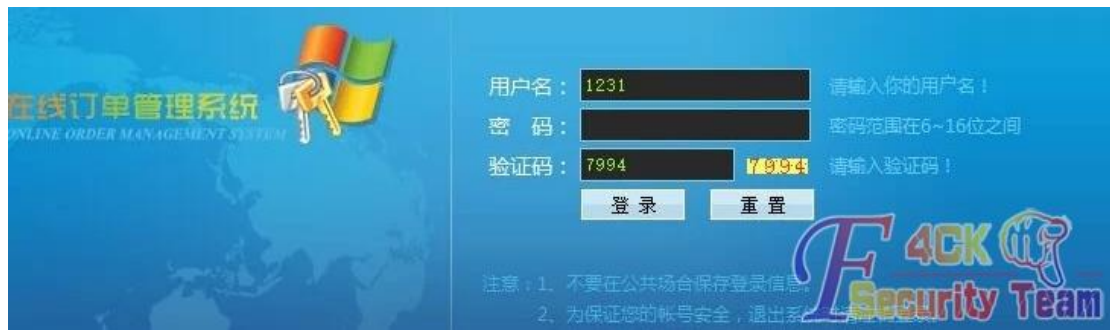 在线订单管理系统
ONLINE ORDER MANAGEMENT SYSTEM
用户名： 1231 请输入你的用户名！
密 码： 密码范围在6~16位之间
验证码： 7994 7994 请输入验证码！
登 录 重 置
注意：1、不要在公共场合保存登录信息
2、为保证您的帐号安全，退出系
F4CK
Security Team